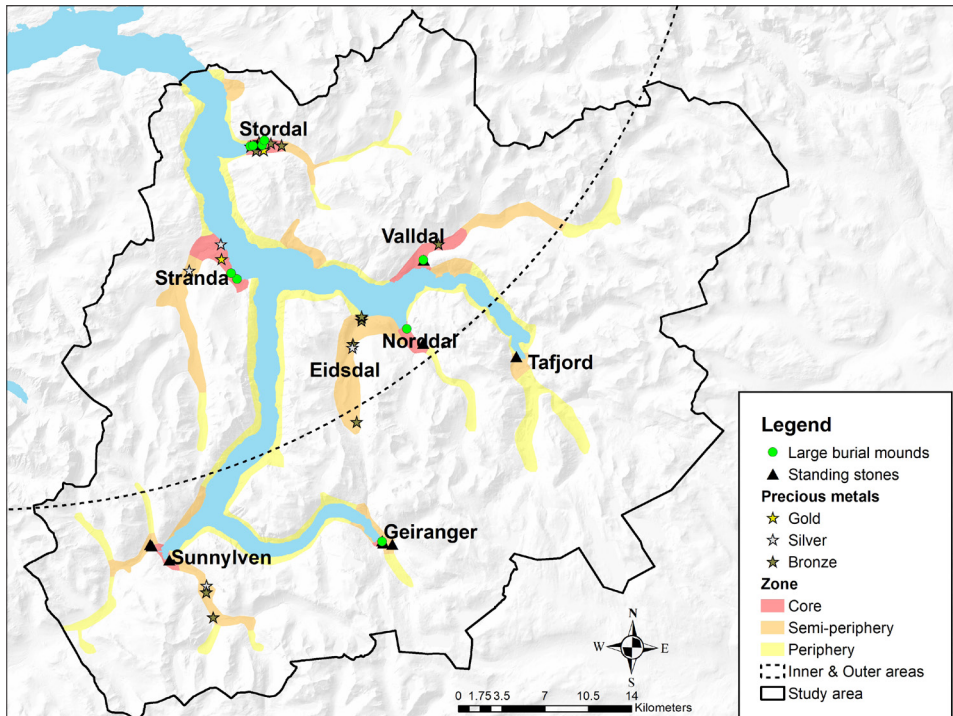 Stordal
Valldal
Stranda
Norddal
Eidsdal
Tafjord
Geiranger
Sunnylven
Legend
Large burial mounds
Standing stones
Precious metals
Gold
Silver
Bronze
Zone
Core
Semi-periphery
Periphery
Inner & Outer areas
Study area
N
W E
S
0 1.75 3.5 7 10.5 14
Kilometers